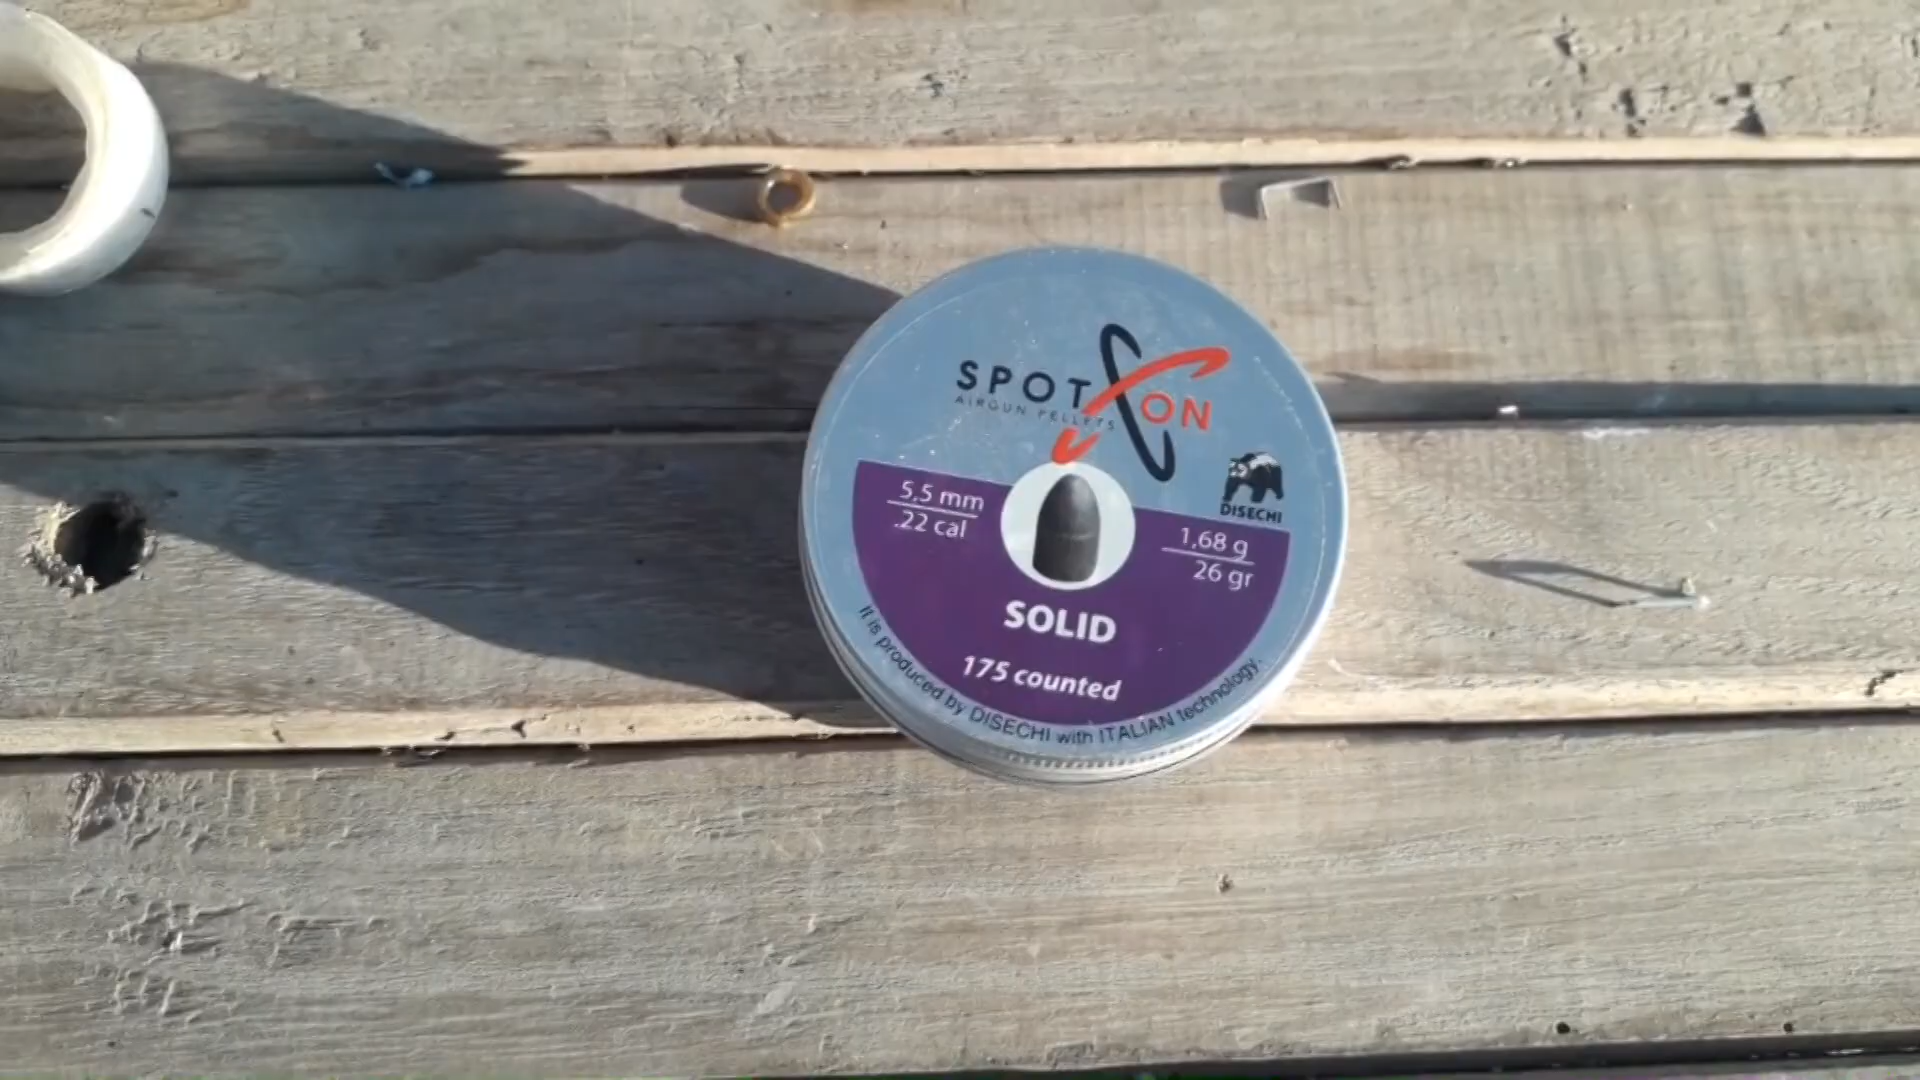 SPOT ON
AIRGUN PELLETS
DISECHI
5,5 mm
.22 cal
1,68 g
26 gr
SOLID
175 counted
It is produced by DISECHI with ITALIAN technology.